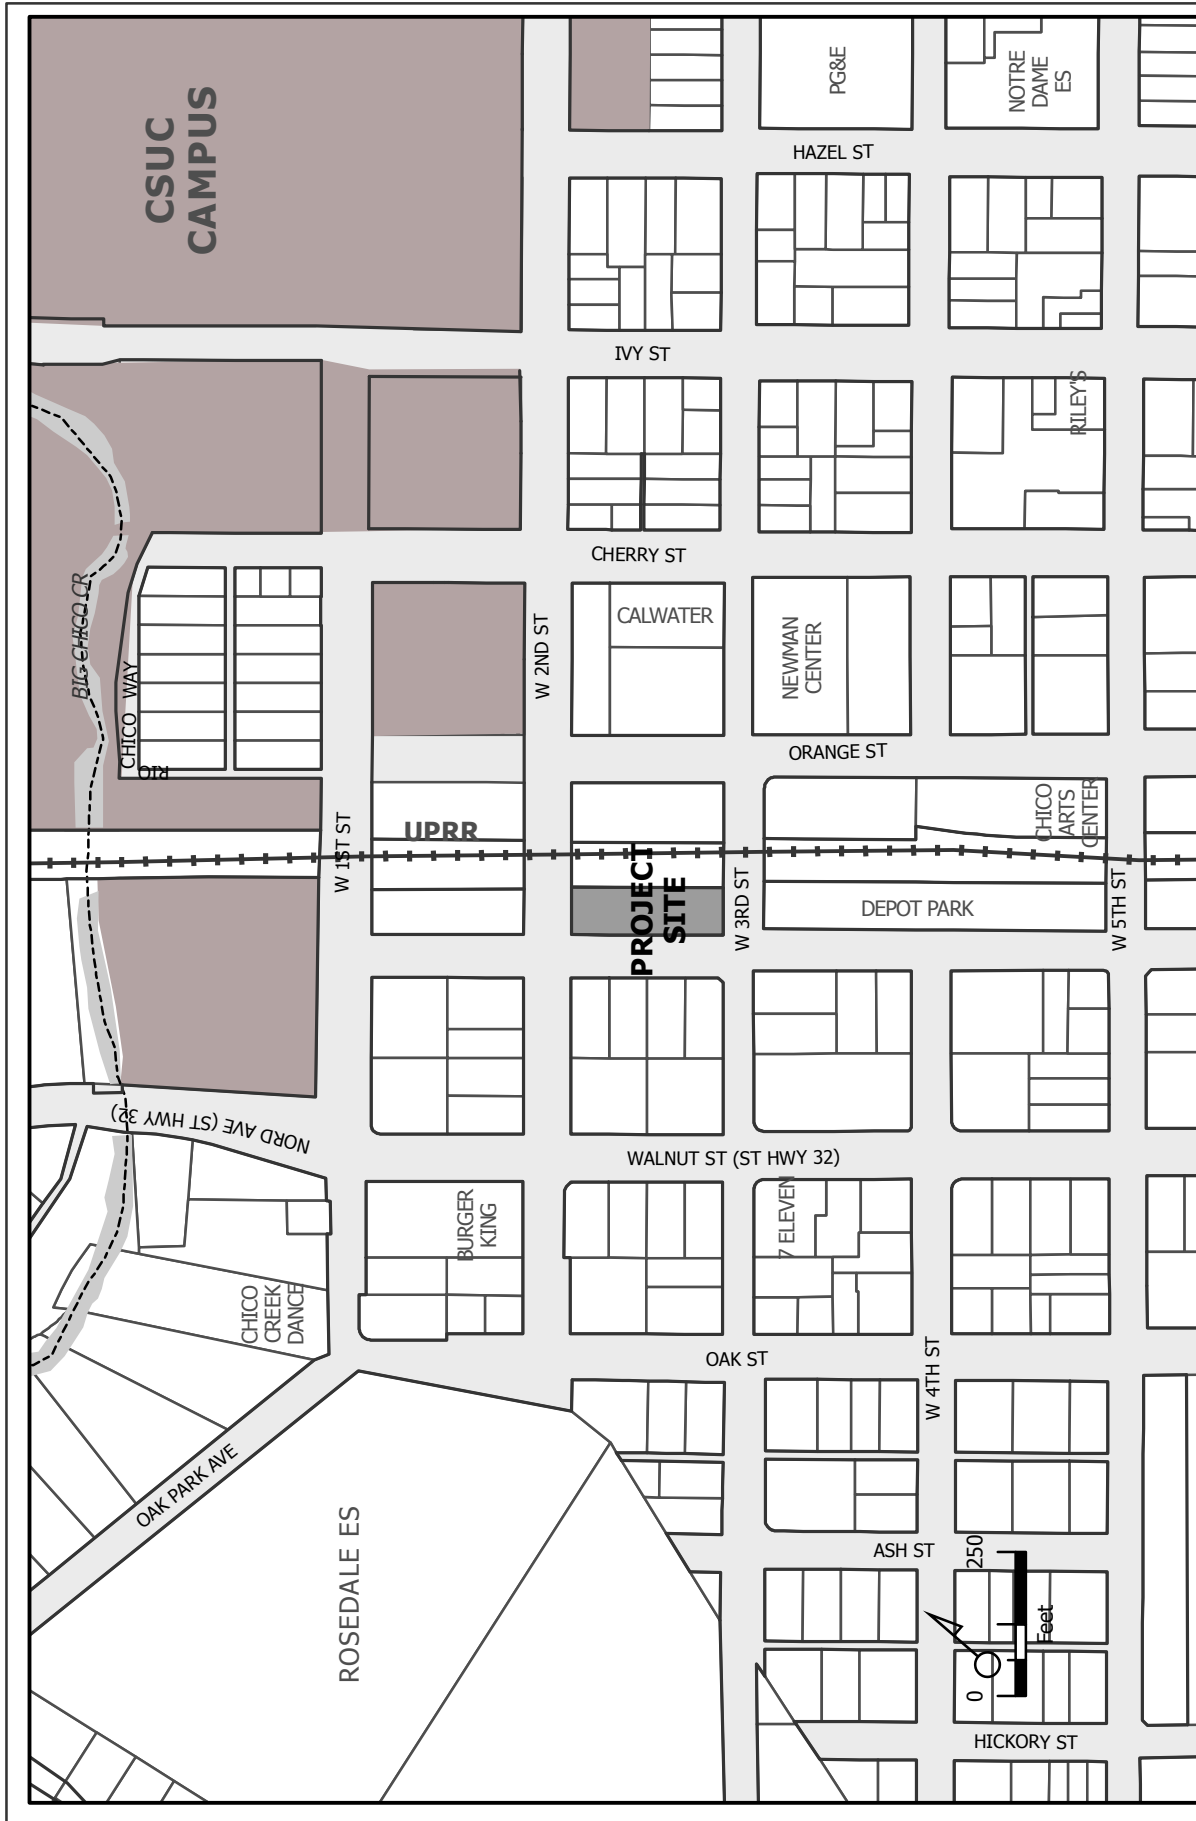 CSUC
CAMPUS
PG&E
NOTRE
DAME
ES
HAZEL ST
IVY ST
RILEY'S
CHERRY ST
BIG CHICO CR
RIO
CHICO WAY
W 2ND ST
CALWATER
NEWMAN
CENTER
ORANGE ST
W 1ST ST
UPRR
CHICO
ARTS
CENTER
PROJECT
SITE
W 3RD ST
DEPOT PARK
W 5TH ST
NORD AVE (ST HWY 32)
WALNUT ST (ST HWY 32)
BURGER
KING
7 ELEVEN
CHICO
CREEK
DANCE
OAK ST
W 4TH ST
OAK PARK AVE
ROSEDALE ES
ASH ST
0
250
Feet
HICKORY ST